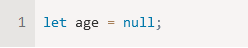 1 let age = null;